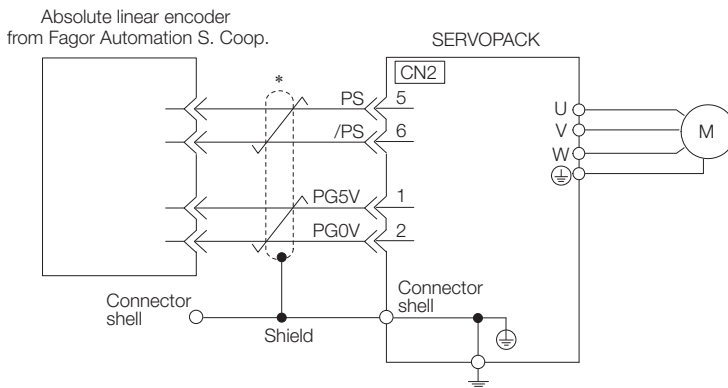 Absolute linear encoder
from Fagor Automation S. Coop.
SERVOPACK
CN2
*
PS 5
/PS 6
PG5V 1
PG0V 2
U
V
W
M
Connector
shell
Shield
Connector
shell